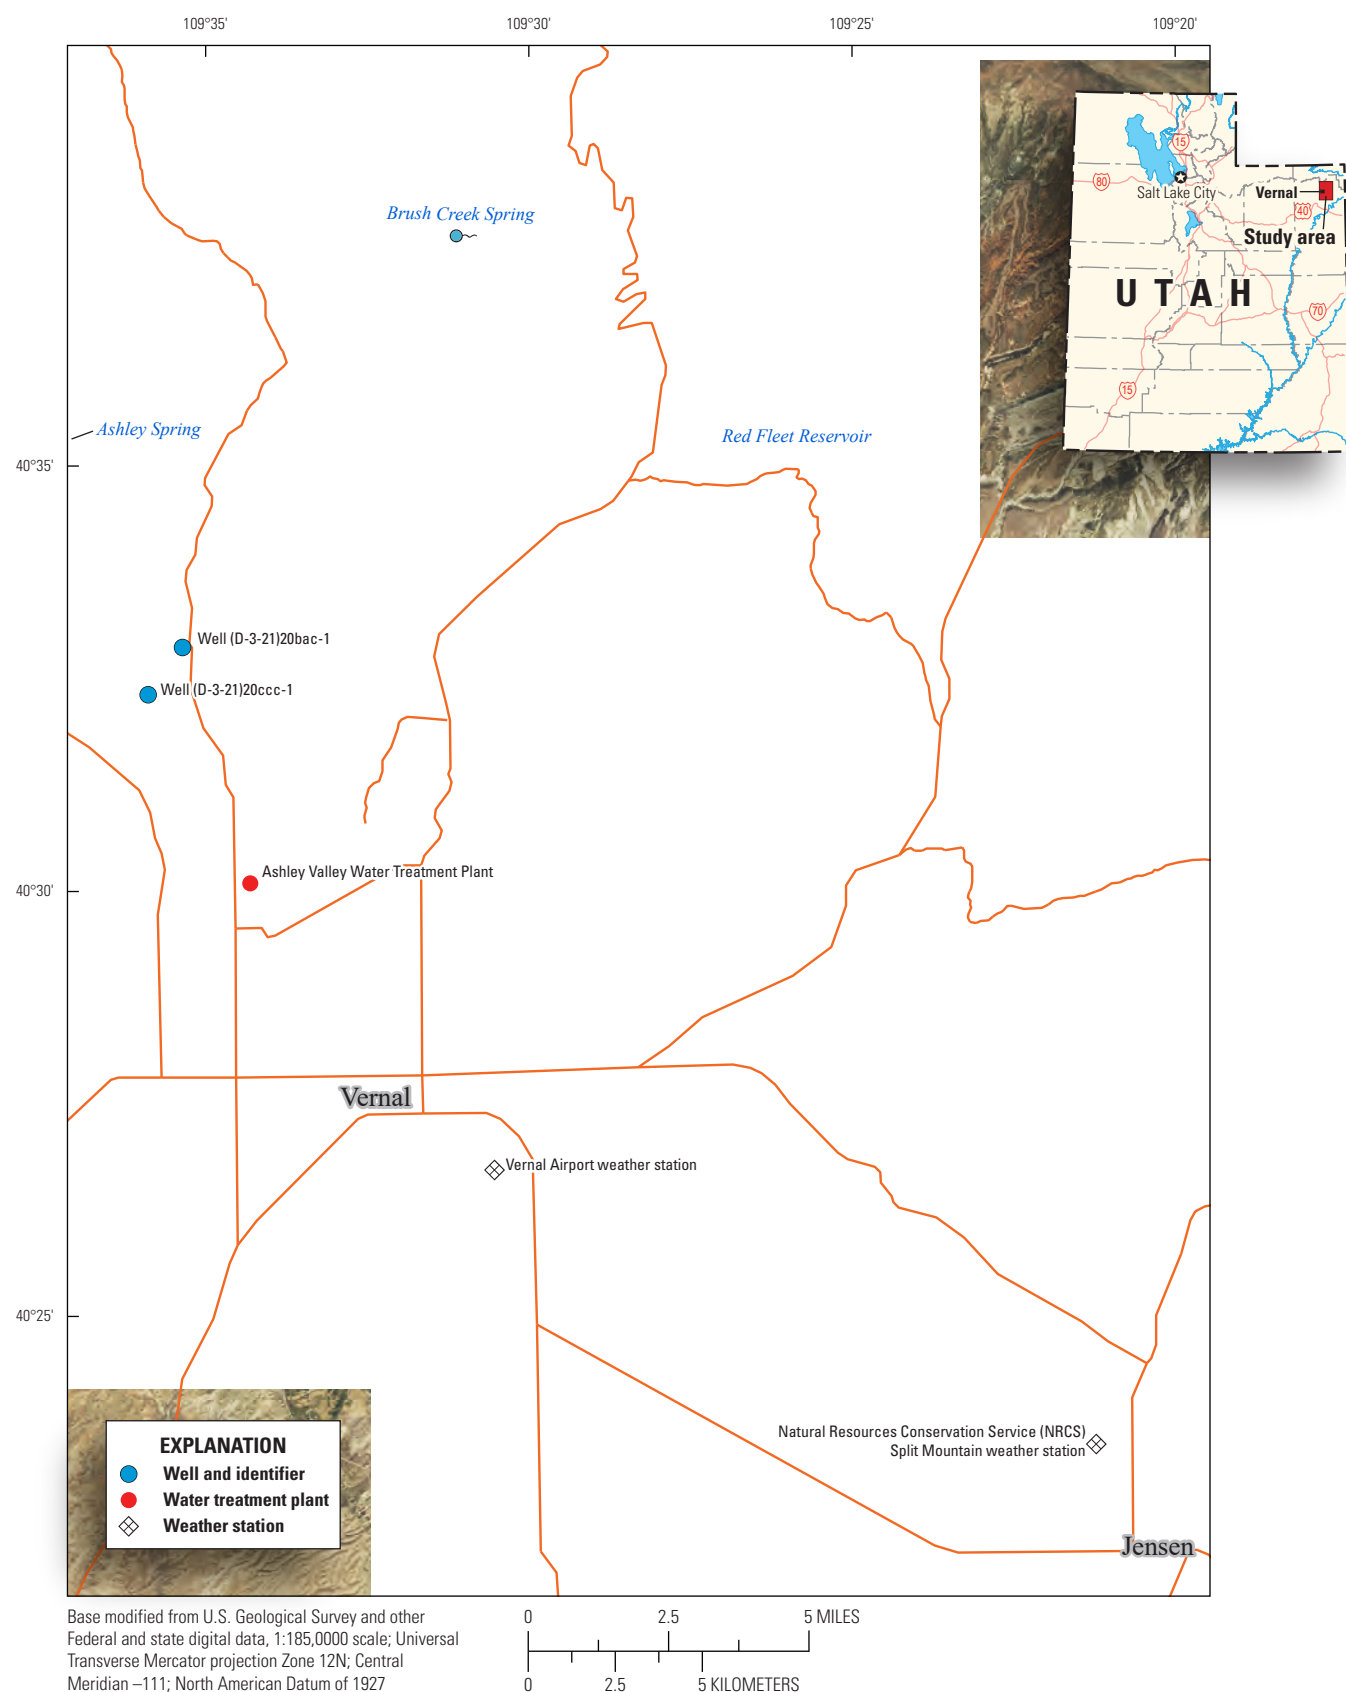 109°35'
109°30'
109°25'
109°20'
15
80
Salt Lake City
Vernal
40
Study area
UTAH
70
15
Brush Creek Spring
Ashley Spring
Red Fleet Reservoir
40°35'
Well (D-3-21)20bac-1
Well (D-3-21)20ccc-1
Ashley Valley Water Treatment Plant
40°30'
Vernal
Vernal Airport weather station
40°25'
Natural Resources Conservation Service (NRCS)
Split Mountain weather station
Jensen
EXPLANATION
Well and identifier
Water treatment plant
Weather station
Base modified from U.S. Geological Survey and other
Federal and state digital data, 1:185,0000 scale; Universal
Transverse Mercator projection Zone 12N; Central
Meridian –111; North American Datum of 1927
0 2.5 5 MILES
0 2.5 5 KILOMETERS